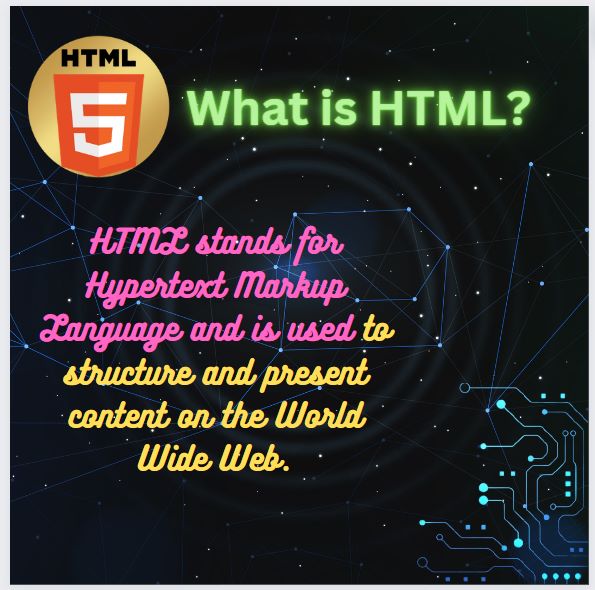 HTML
5
What is HTML?
HTML stands for
Hypertext Markup
Language and is used to
structure and present
content on the World
Wide Web.